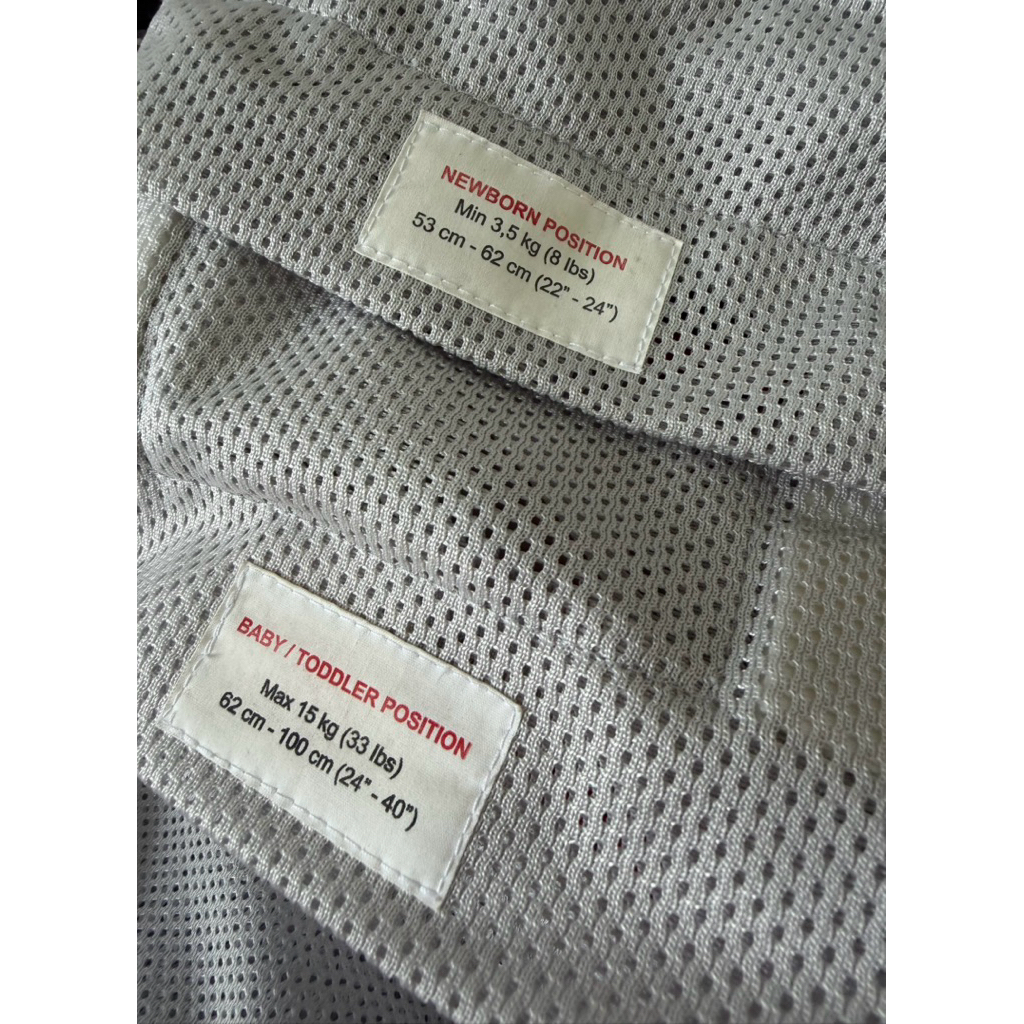 NEWBORN POSITION
Min 3,5 kg (8 lbs)
53 cm - 62 cm (22" - 24")
BABY / TODDLER POSITION
Max 15 kg (33 lbs)
62 cm - 100 cm (24" - 40")